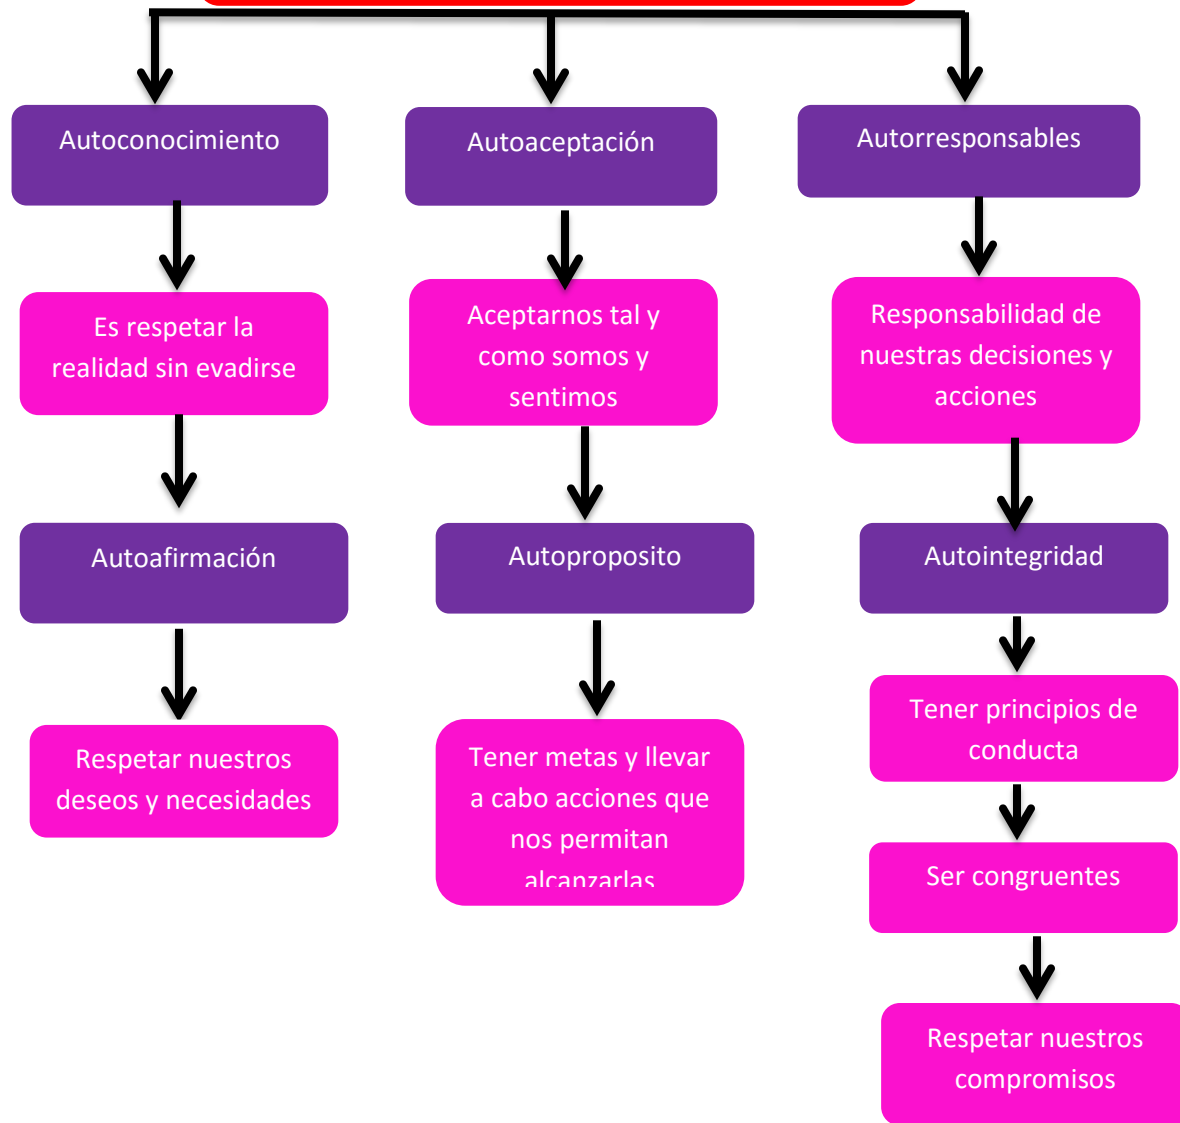 Autoconocimiento
Autoaceptación
Autorresponsables
Es respetar la
realidad sin evadirse
Aceptarnos tal y
como somos y
sentimos
Responsabilidad de
nuestras decisiones y
acciones
Autoafirmación
Autoproposito
Autointegridad
Respetar nuestros
deseos y necesidades
Tener metas y llevar
a cabo acciones que
nos permitan
alcanzarlas
Tener principios de
conducta
Ser congruentes
Respetar nuestros
compromisos